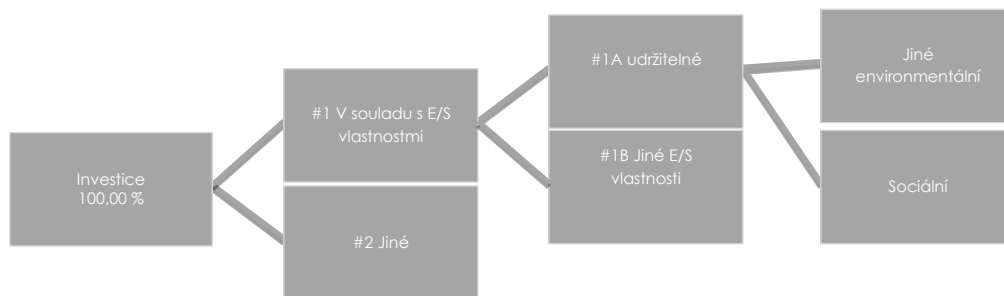 Investice
100,00 %
#1 V souladu s E/S
vlastnostmi
#2 Jiné
#1A udržitelné
#1B Jiné E/S
vlastnosti
Jiné
environmentální
Sociální